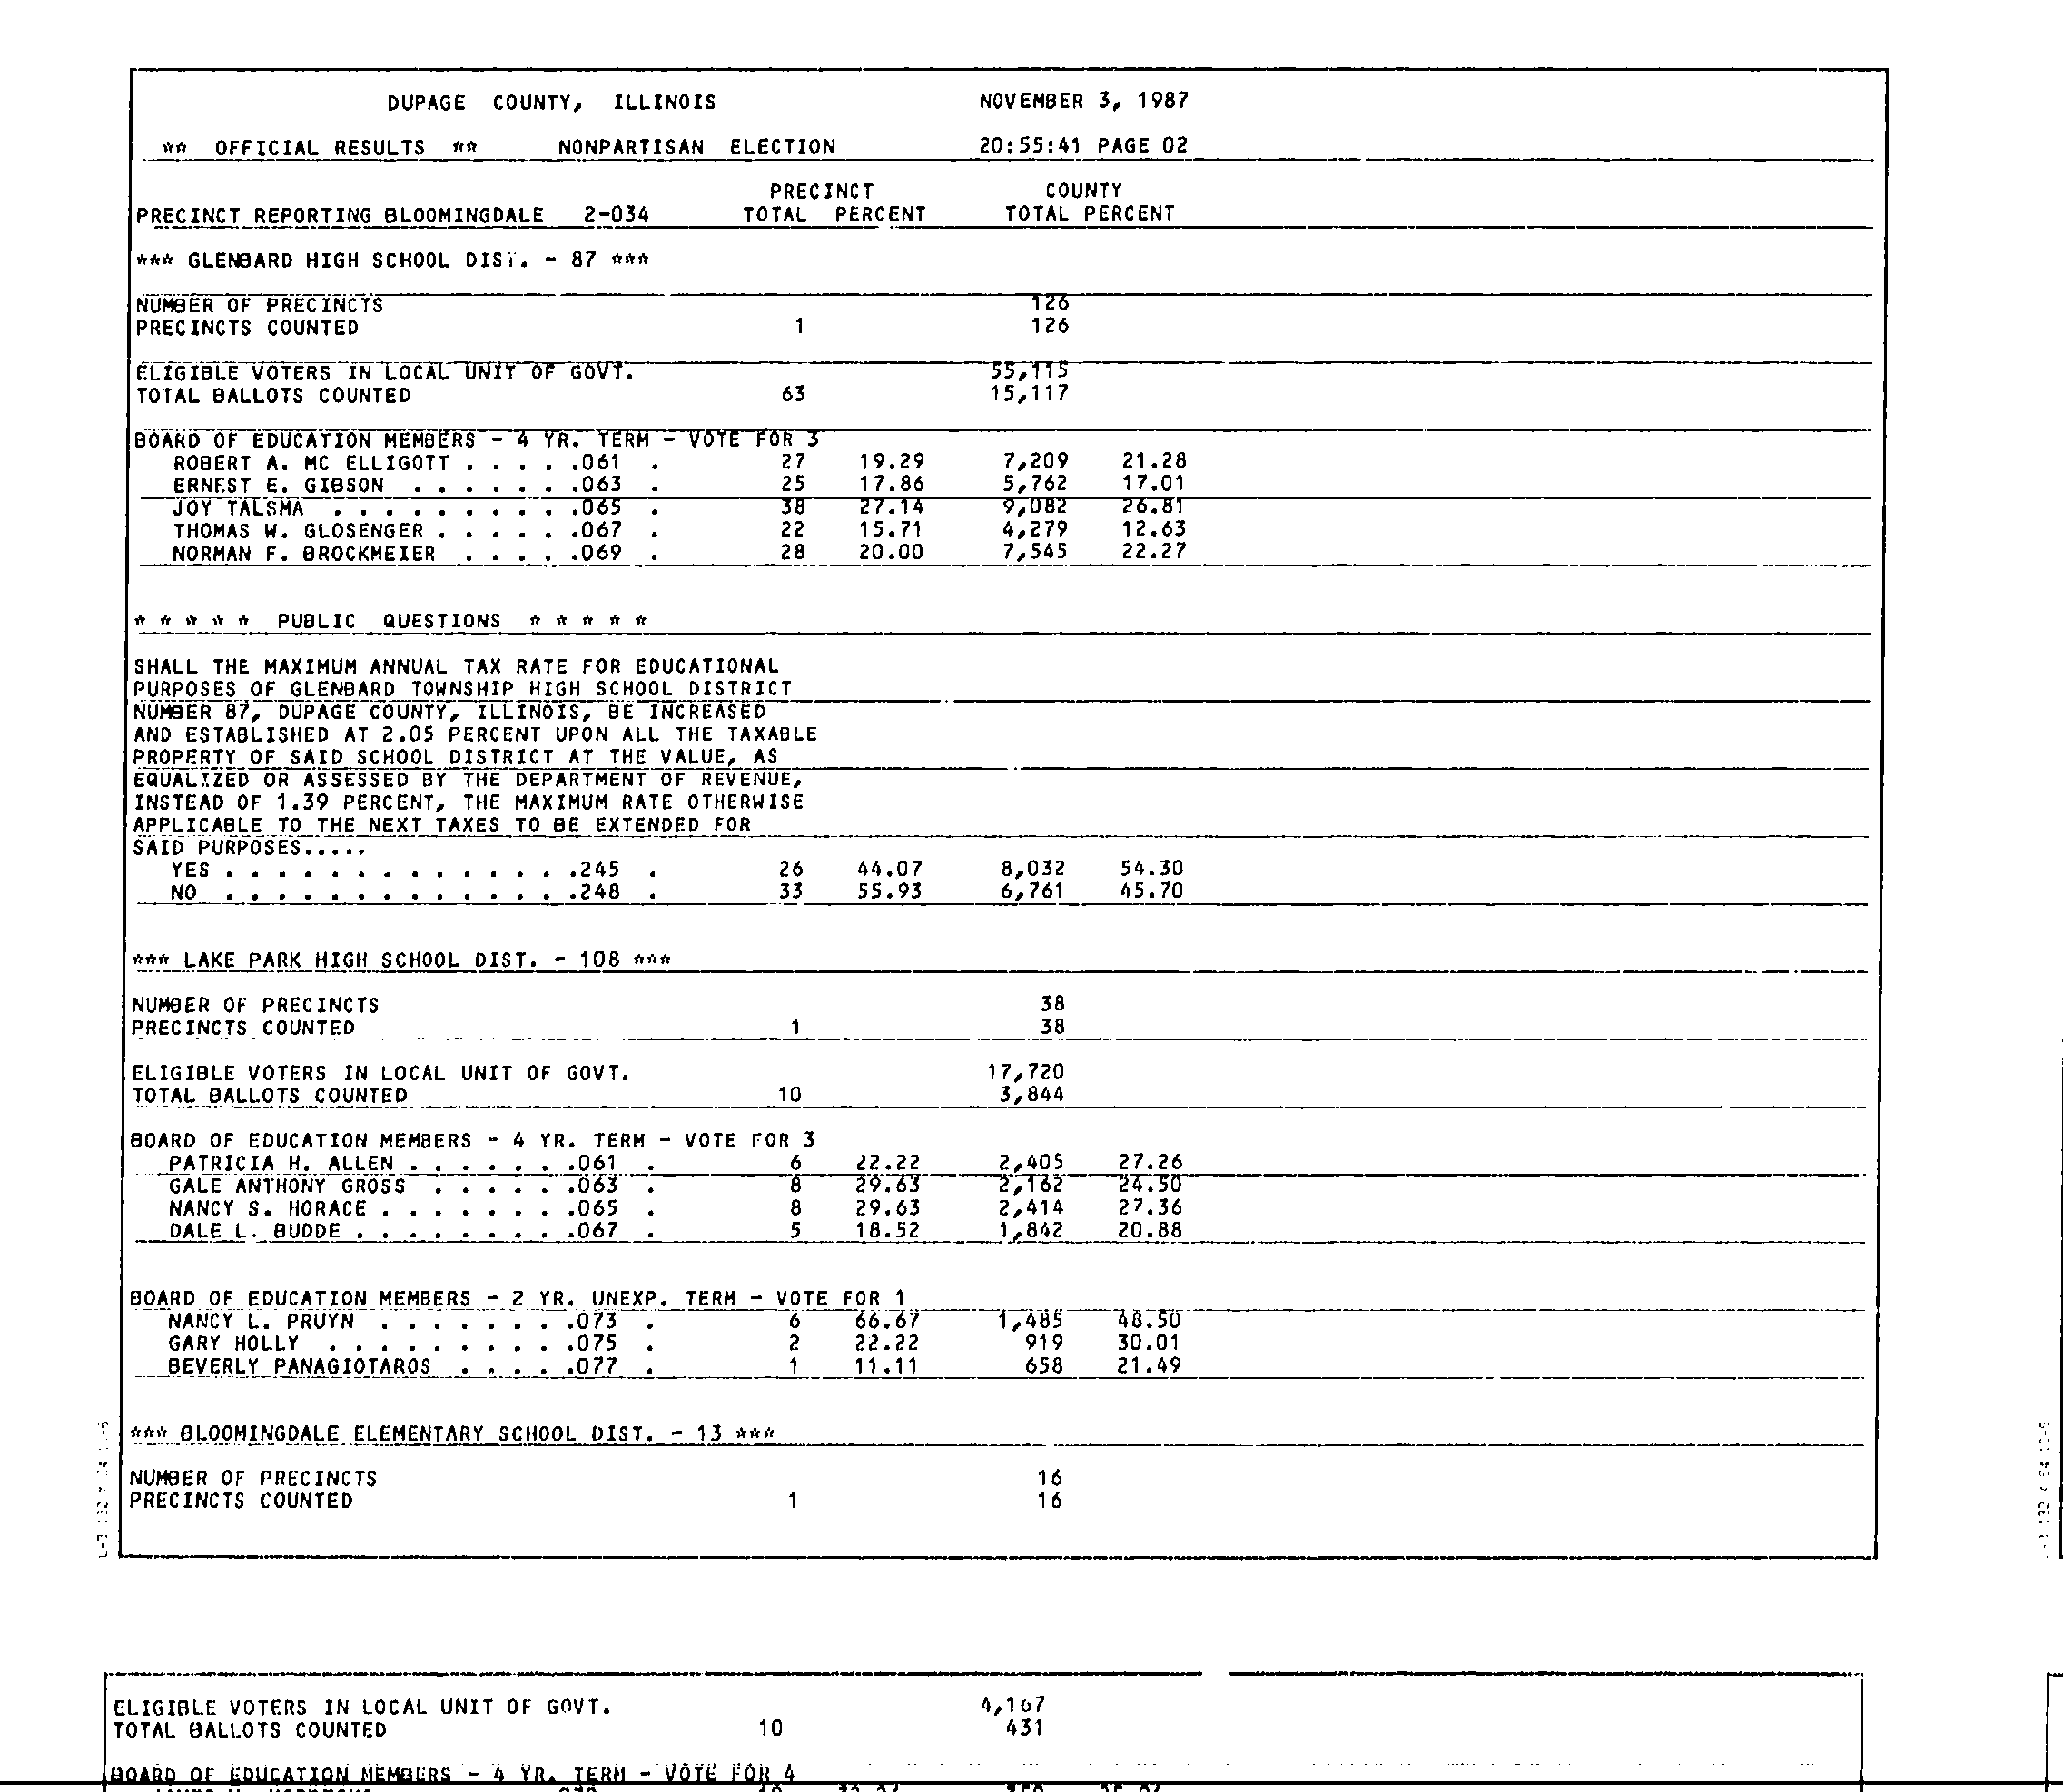 DUPAGE COUNTY, ILLINOIS NOVEMBER 3, 1987
** OFFICIAL RESULTS ** NONPARTISAN ELECTION 20:55:41 PAGE 02
PRECINCT COUNTY
PRECINCT REPORTING BLOOMINGDALE 2-034 TOTAL PERCENT TOTAL PERCENT
*** GLENBARD HIGH SCHOOL DIST. - 87 ***
NUMBER OF PRECINCTS 126
PRECINCTS COUNTED 1 126
ELIGIBLE VOTERS IN LOCAL UNIT OF GOVT. 55,115
TOTAL BALLOTS COUNTED 63 15,117
BOARD OF EDUCATION MEMBERS - 4 YR. TERM - VOTE FOR 3
ROBERT A. MC ELLIGOTT . . . . .061 . 27 19.29 7,209 21.28
ERNEST E. GIBSON . . . . . . .063 . 25 17.86 5,762 17.01
JOY TALSMA . . . . . . . . . .065 . 38 27.14 9,082 26.81
THOMAS W. GLOSENGER . . . . . .067 . 22 15.71 4,279 12.63
NORMAN F. BROCKMEIER . . . . .069 . 28 20.00 7,545 22.27
* * * * * PUBLIC QUESTIONS * * * * *
SHALL THE MAXIMUM ANNUAL TAX RATE FOR EDUCATIONAL
PURPOSES OF GLENBARD TOWNSHIP HIGH SCHOOL DISTRICT
NUMBER 87, DUPAGE COUNTY, ILLINOIS, BE INCREASED
AND ESTABLISHED AT 2.05 PERCENT UPON ALL THE TAXABLE
PROPERTY OF SAID SCHOOL DISTRICT AT THE VALUE, AS
EQUALIZED OR ASSESSED BY THE DEPARTMENT OF REVENUE,
INSTEAD OF 1.39 PERCENT, THE MAXIMUM RATE OTHERWISE
APPLICABLE TO THE NEXT TAXES TO BE EXTENDED FOR
SAID PURPOSES.....
YES . . . . . . . . . . . . . .245 . 26 44.07 8,032 54.30
NO . . . . . . . . . . . . . .248 . 33 55.93 6,761 45.70
*** LAKE PARK HIGH SCHOOL DIST. - 108 ***
NUMBER OF PRECINCTS 38
PRECINCTS COUNTED 1 38
ELIGIBLE VOTERS IN LOCAL UNIT OF GOVT. 17,720
TOTAL BALLOTS COUNTED 10 3,844
BOARD OF EDUCATION MEMBERS - 4 YR. TERM - VOTE FOR 3
PATRICIA H. ALLEN . . . . . . .061 . 6 22.22 2,405 27.26
GALE ANTHONY GROSS . . . . . .063 . 8 29.63 2,162 24.50
NANCY S. HORACE . . . . . . . .065 . 8 29.63 2,414 27.36
DALE L. BUDDE . . . . . . . . .067 . 5 18.52 1,842 20.88
BOARD OF EDUCATION MEMBERS - 2 YR. UNEXP. TERM - VOTE FOR 1
NANCY L. PRUYN . . . . . . . .073 . 6 66.67 1,485 48.50
GARY HOLLY . . . . . . . . . .075 . 2 22.22 919 30.01
BEVERLY PANAGIOTAROS . . . . .077 . 1 11.11 658 21.49
*** BLOOMINGDALE ELEMENTARY SCHOOL DIST. - 13 ***
NUMBER OF PRECINCTS 16
PRECINCTS COUNTED 1 16
ELIGIBLE VOTERS IN LOCAL UNIT OF GOVT. 4,167
TOTAL BALLOTS COUNTED 10 431
BOARD OF EDUCATION MEMBERS - 4 YR. TERM - VOTE FOR 4